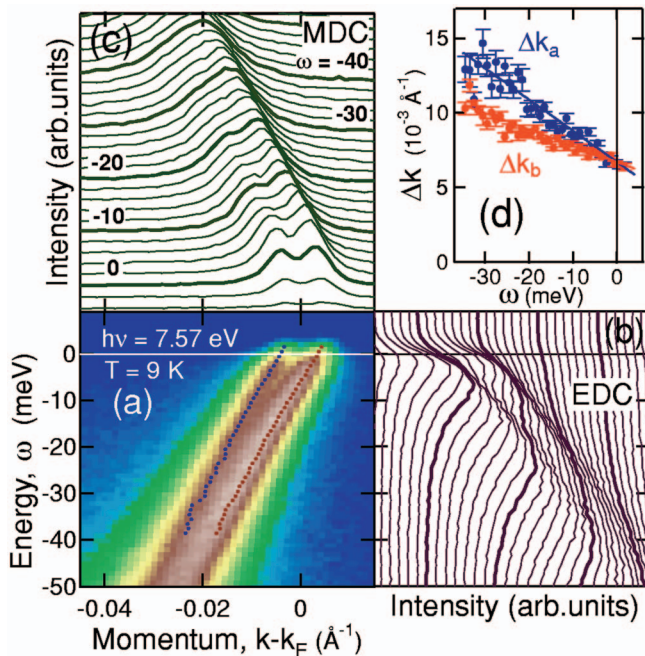 (c) MDC
ω = -40
-30
-20
-10
0
Intensity (arb.units)
15
10
5
0
Δk (10⁻³ Å⁻¹)
Δkₐ
Δk_b
(d)
-30 -20 -10 0
ω (meV)
hν = 7.57 eV
T = 9 K
(a)
0
-10
-20
-30
-40
-50
Energy, ω (meV)
-0.04 -0.02 0
Momentum, k-k_F (Å⁻¹)
(b)
EDC
Intensity (arb.units)